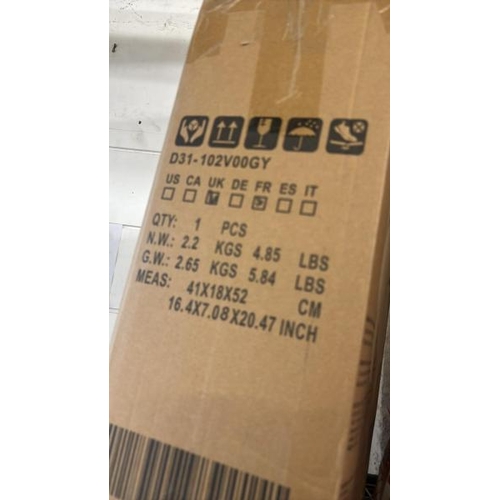 D31-102V00GY
US CA UK DE FR ES IT
QTY: 1 PCS
N.W.: 2.2 KGS 4.85 LBS
G.W.: 2.65 KGS 5.84 LBS
MEAS: 41X18X52 CM
16.4X7.08X20.47 INCH